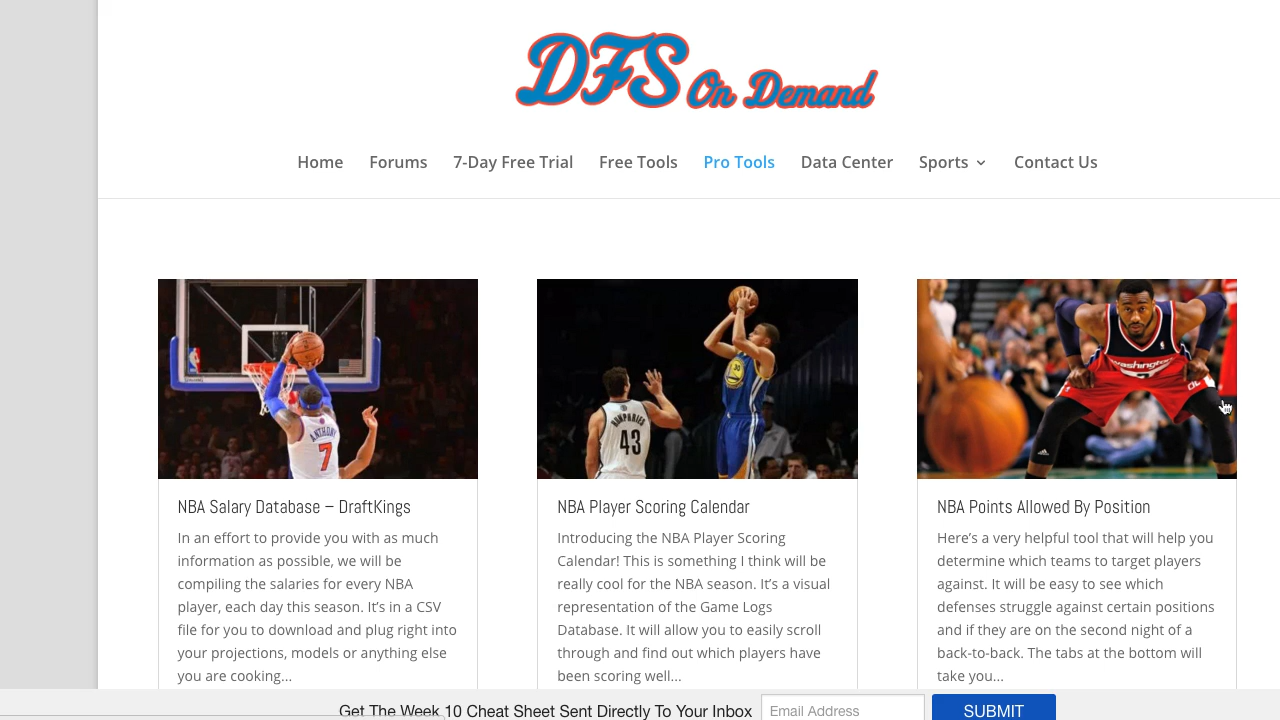 DFS On Demand
Home Forums 7-Day Free Trial Free Tools Pro Tools Data Center Sports Contact Us
ANTHONY
7
HUMPHRIES
43
30
Washington
NBA Salary Database – DraftKings
In an effort to provide you with as much
information as possible, we will be
compiling the salaries for every NBA
player, each day this season. It’s in a CSV
file for you to download and plug right into
your projections, models or anything else
you are cooking...
NBA Player Scoring Calendar
Introducing the NBA Player Scoring
Calendar! This is something I think will be
really cool for the NBA season. It’s a visual
representation of the Game Logs
Database. It will allow you to easily scroll
through and find out which players have
been scoring well...
NBA Points Allowed By Position
Here’s a very helpful tool that will help you
determine which teams to target players
against. It will be easy to see which
defenses struggle against certain positions
and if they are on the second night of a
back-to-back. The tabs at the bottom will
take you...
Get The Week 10 Cheat Sheet Sent Directly To Your Inbox Email Address SUBMIT